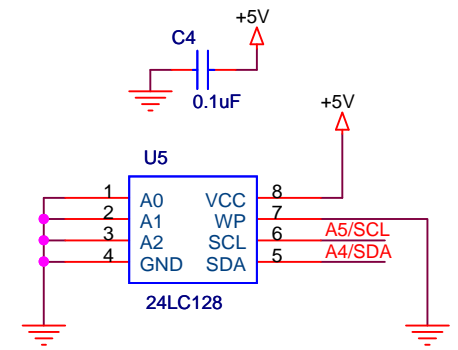 +5V
C4
0.1uF
+5V
U5
1 A0 VCC 8
2 A1 WP 7
3 A2 SCL 6 A5/SCL
4 GND SDA 5 A4/SDA
24LC128